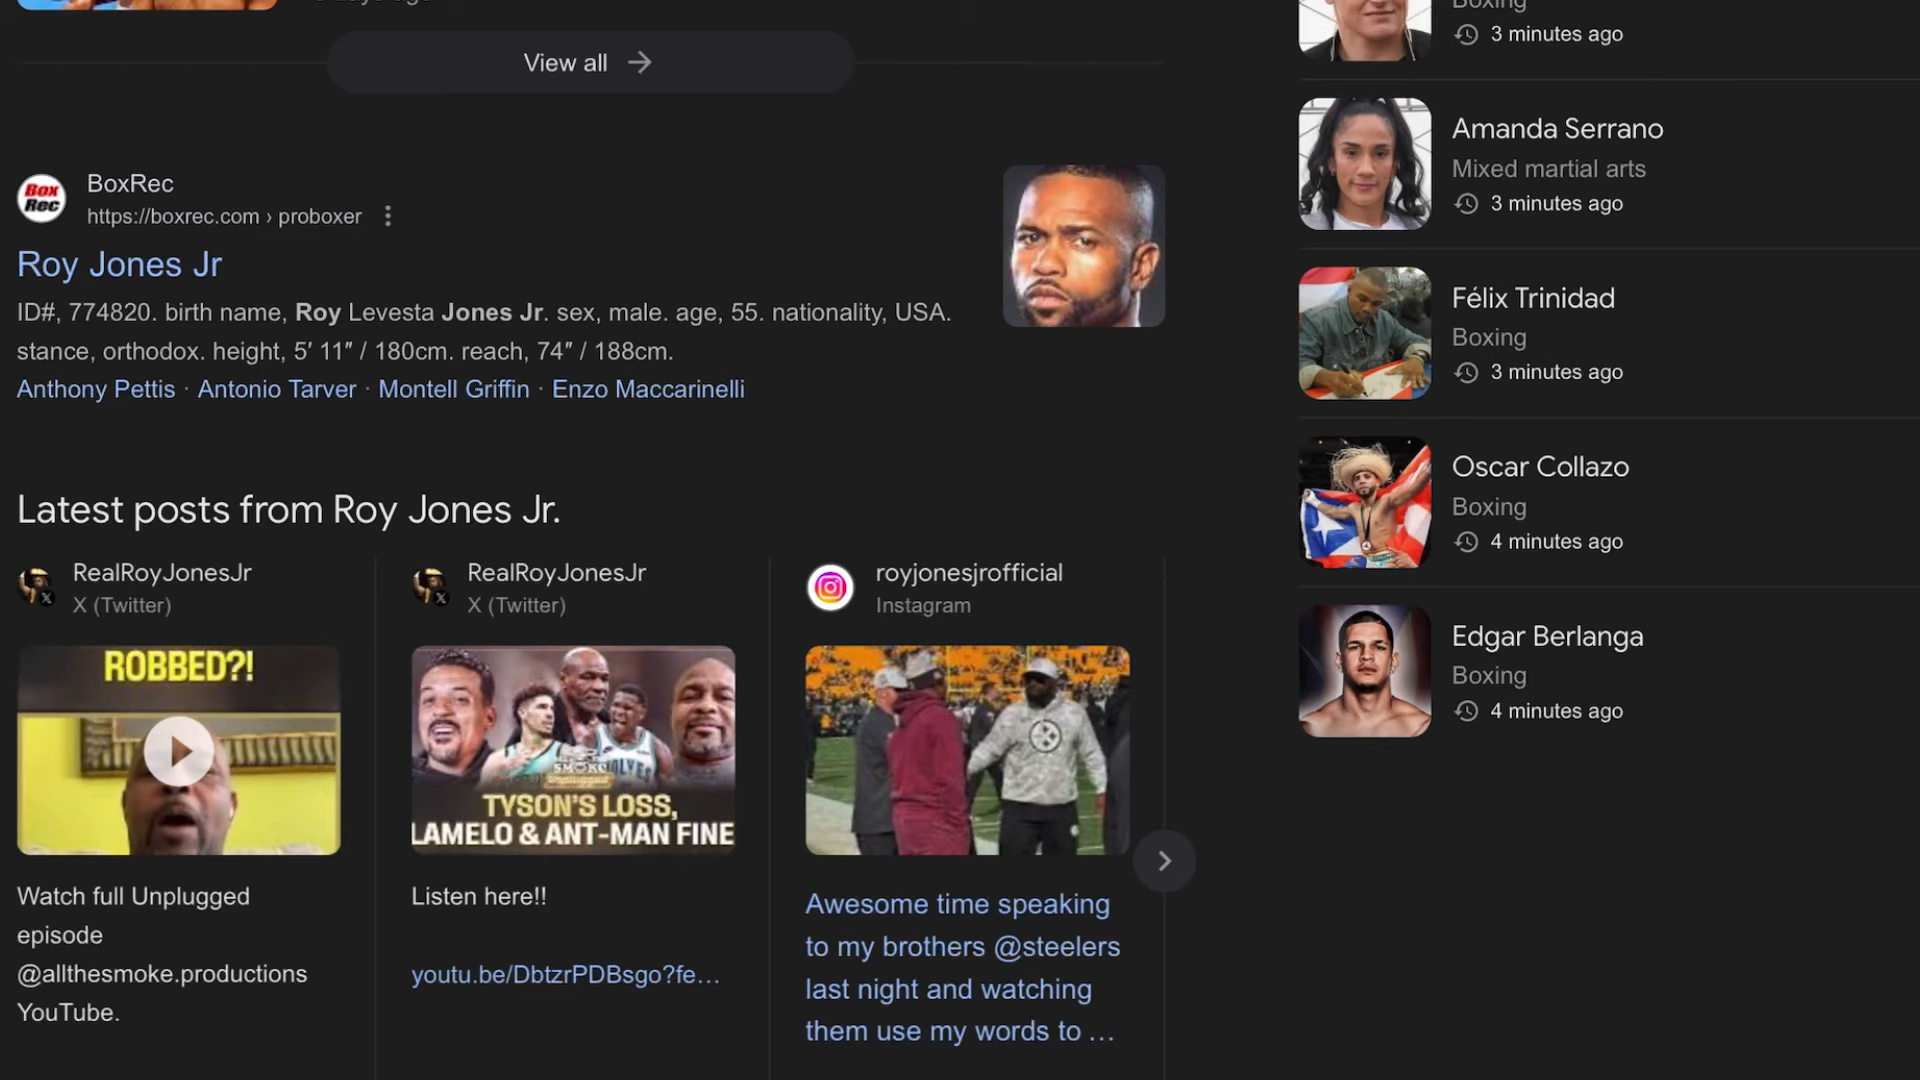 View all
BoxRec
https://boxrec.com › proboxer
Box
Rec
Roy Jones Jr
ID#, 774820. birth name, Roy Levesta Jones Jr. sex, male. age, 55. nationality, USA.
stance, orthodox. height, 5′ 11″ / 180cm. reach, 74″ / 188cm.
Anthony Pettis · Antonio Tarver · Montell Griffin · Enzo Maccarinelli
Latest posts from Roy Jones Jr.
RealRoyJonesJr
X (Twitter)
ROBBED?!
Watch full Unplugged
episode
@allthesmoke.productions
YouTube.
RealRoyJonesJr
X (Twitter)
SMOKE
Unplugged
TYSON'S LOSS,
LAMELO & ANT-MAN FINE
Listen here!!
youtu.be/DbtzrPDBsgo?fe…
royjonesjrofficial
Instagram
Awesome time speaking
to my brothers @steelers
last night and watching
them use my words to …
Boxing
3 minutes ago
Amanda Serrano
Mixed martial arts
3 minutes ago
Félix Trinidad
Boxing
3 minutes ago
Oscar Collazo
Boxing
4 minutes ago
Edgar Berlanga
Boxing
4 minutes ago